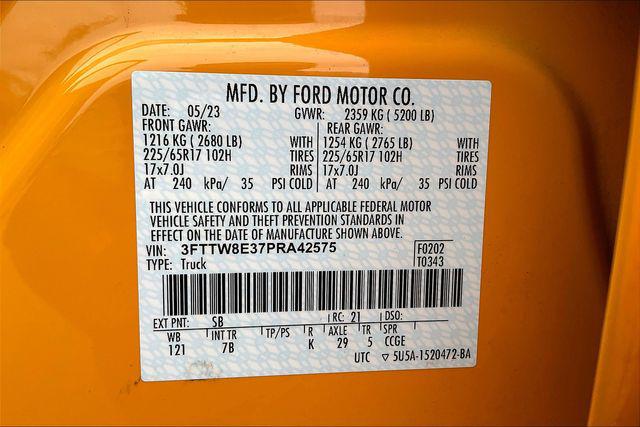 MFD. BY FORD MOTOR CO.
DATE: 05/23 GVWR: 2359 KG (5200 LB)
FRONT GAWR: REAR GAWR:
1216 KG (2680 LB) WITH 1254 KG (2765 LB) WITH
225/65R17 102H TIRES 225/65R17 102H TIRES
17x7.0J RIMS 17x7.0J RIMS
AT 240 kPa/ 35 PSI COLD AT 240 kPa/ 35 PSI COLD
THIS VEHICLE CONFORMS TO ALL APPLICABLE FEDERAL MOTOR
VEHICLE SAFETY AND THEFT PREVENTION STANDARDS IN
EFFECT ON THE DATE OF MANUFACTURE SHOWN ABOVE.
VIN: 3FTTW8E37PRA42575 F0202
TYPE: Truck T0343
EXT PNT: SB RC: 21 DSO:
WB INT TR TP/PS R AXLE TR SPR
121 7B K 29 5 CCGE
UTC ▽ 5U5A-1520472-BA